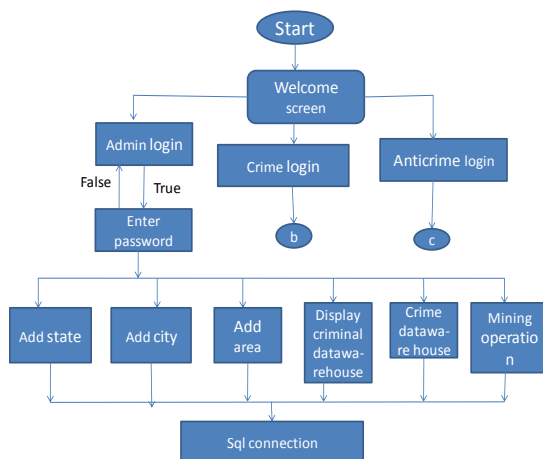 Start
Welcome
screen
Admin login
Crime login
Anticrime login
False
True
Enter
password
b
c
Add state
Add city
Add
area
Display
criminal
datawa-
rehouse
Crime
datawa-
re house
Mining
operatio
n
Sql connection